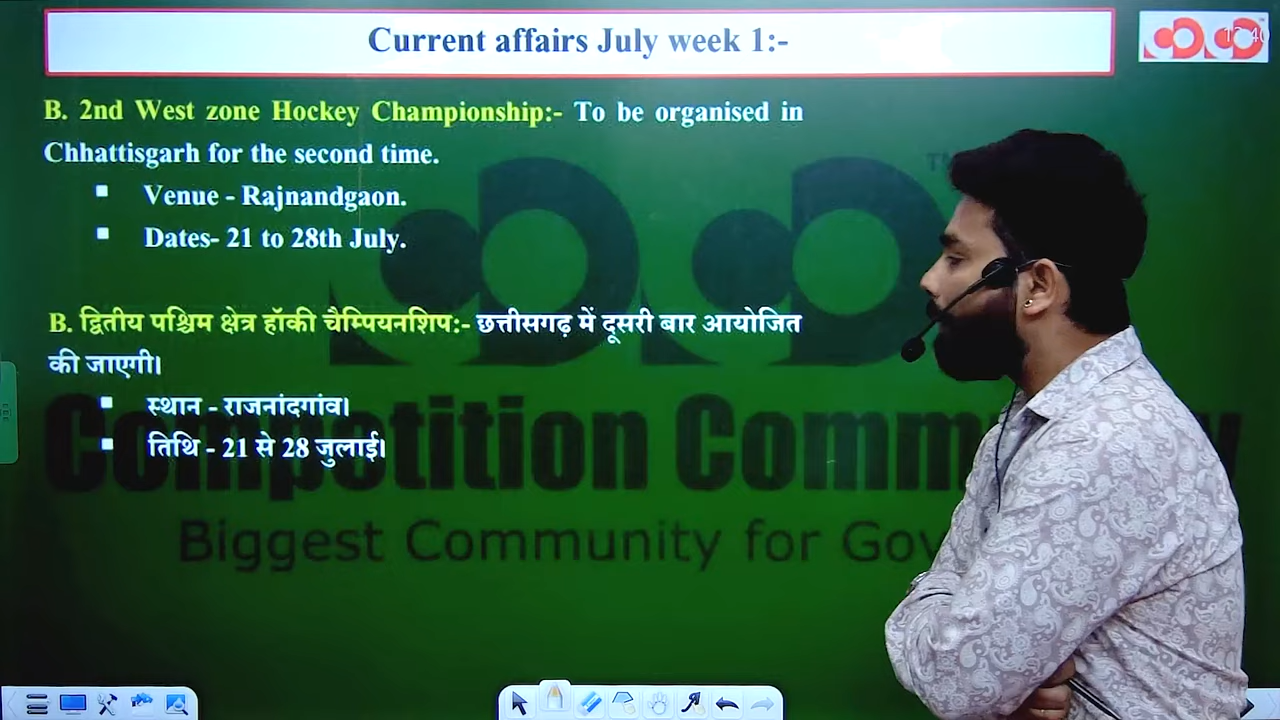 Current affairs July week 1:-
B. 2nd West zone Hockey Championship:- To be organised in
Chhattisgarh for the second time.
Venue - Rajnandgaon.
Dates- 21 to 28th July.
B. द्वितीय पश्चिम क्षेत्र हॉकी चैम्पियनशिप:- छत्तीसगढ़ में दूसरी बार आयोजित
की जाएगी।
स्थान - राजनांदगांव।
तिथि - 21 से 28 जुलाई।
Competition Comm
Biggest Community for Gov
TM